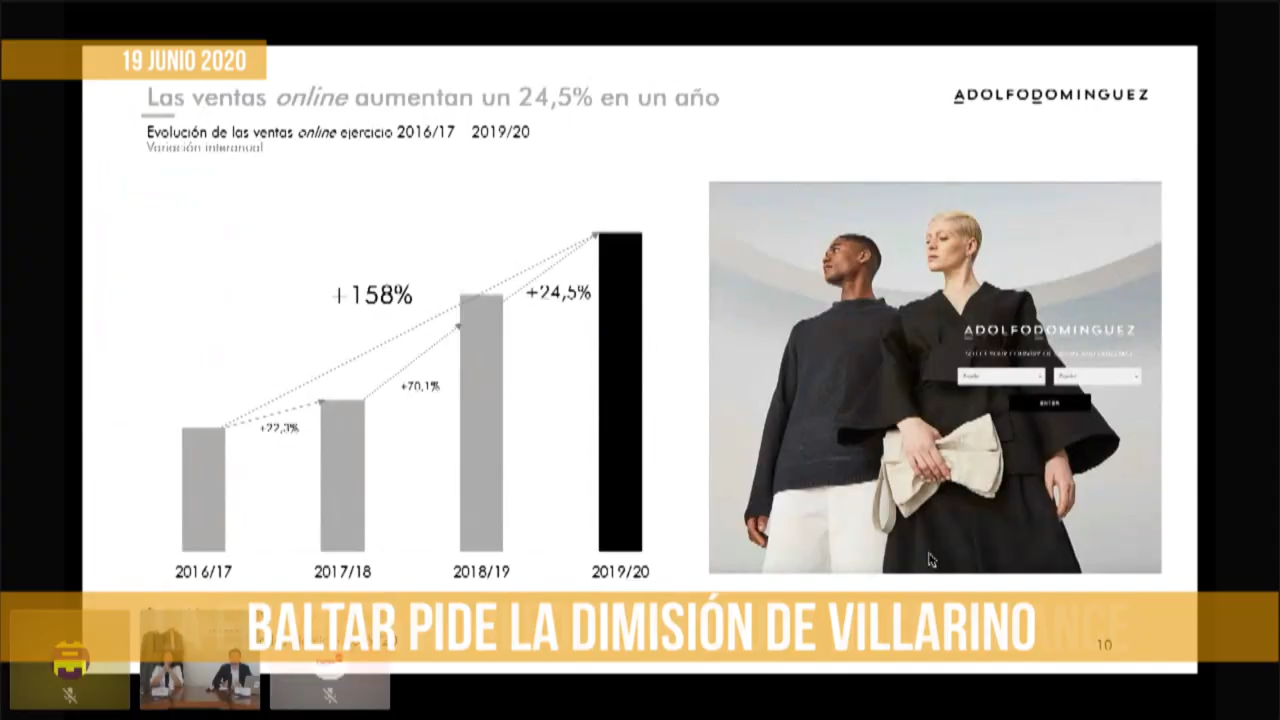 19 JUNIO 2020
Las ventas online aumentan un 24,5% en un año
ADOLFODOMINGUEZ
Evolución de las ventas online ejercicio 2016/17 2019/20
Variación interanual
+158%
+24,5%
+70,1%
+22,3%
ADOLFODOMINGUEZ
ENTER
2016/17 2017/18 2018/19 2019/20
BALTAR PIDE LA DIMISIÓN DE VILLARINO
10